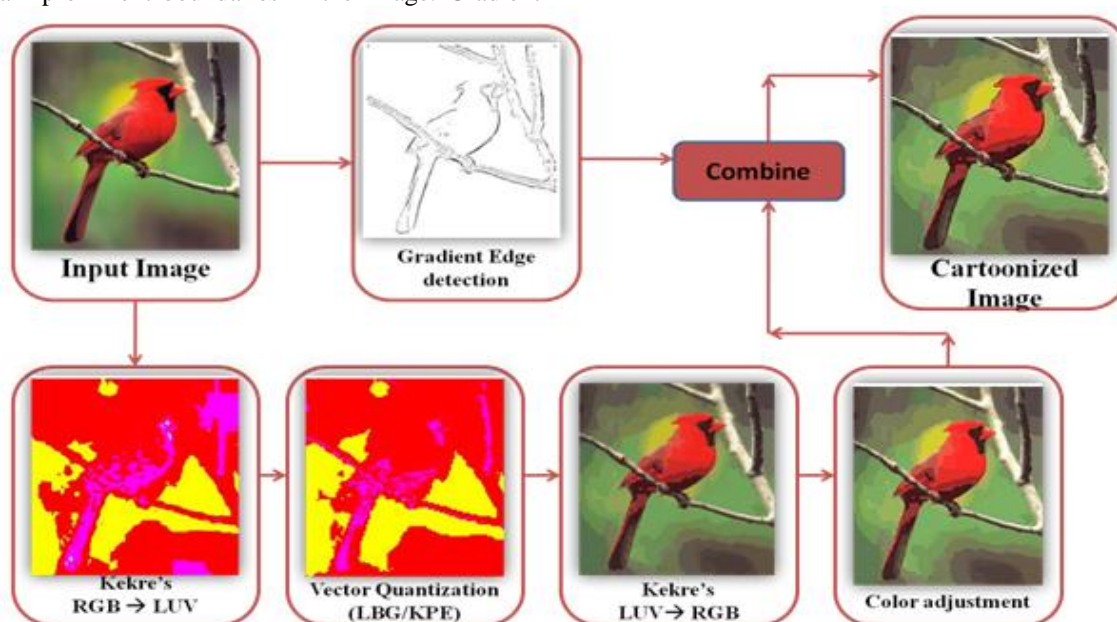 Input Image
Gradient Edge
detection
Combine
Cartoonized
Image
Kekre's
RGB → LUV
Vector Quantization
(LBG/KPE)
Kekre's
LUV→ RGB
Color adjustment